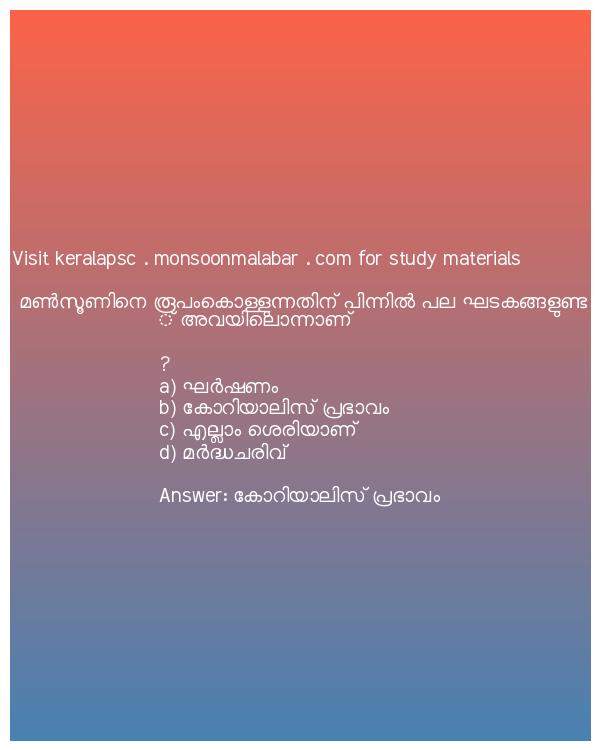 Visit keralapsc . monsoonmalabar . com for study materials
മൺസൂണിനെ രൂപംകൊള്ളുന്നതിന് പിന്നിൽ പല ഘടകങ്ങളുണ്ട
് അവയിലൊന്നാണ്
?
a) ഘർഷണം
b) കോറിയാലിസ് പ്രഭാവം
c) എല്ലാം ശെരിയാണ്
d) മർദ്ധചരിവ്
Answer: കോറിയാലിസ് പ്രഭാവം